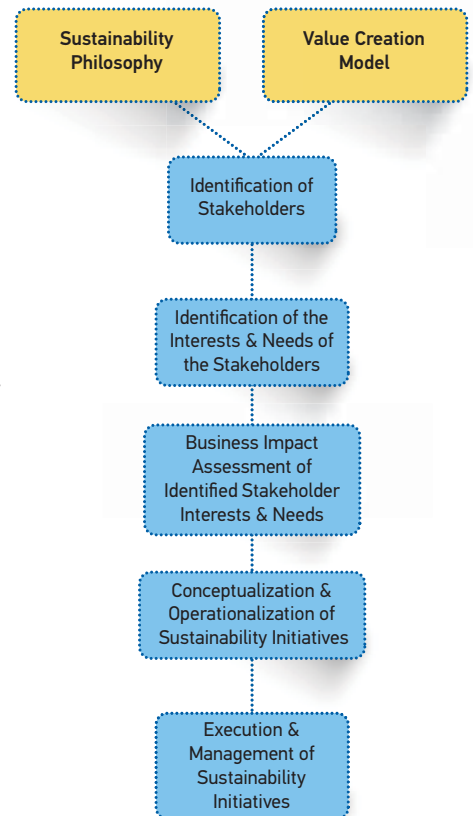 Sustainability
Philosophy
Value Creation
Model
Identification of
Stakeholders
Identification of the
Interests & Needs of
the Stakeholders
Business Impact
Assessment of
Identified Stakeholder
Interests & Needs
Conceptualization &
Operationalization of
Sustainability Initiatives
Execution &
Management of
Sustainability
Initiatives